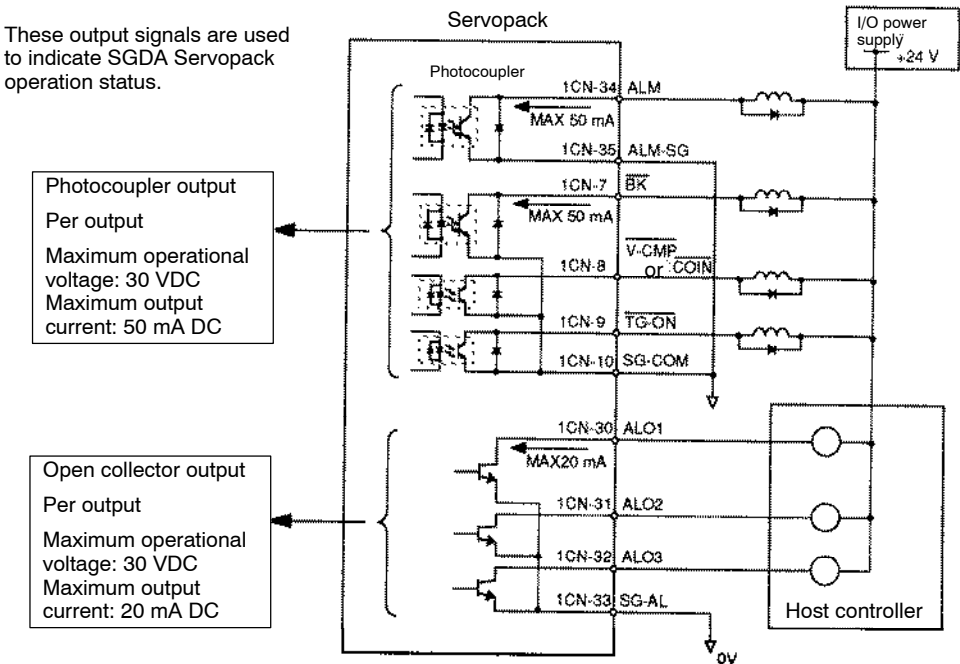 These output signals are used
to indicate SGDA Servopack
operation status.
Servopack
I/O power
supply
+24 V
Photocoupler
1CN-34 ALM
MAX 50 mA
1CN-35 ALM-SG
1CN-7 BK
MAX 50 mA
V-CMP
1CN-8 or COIN
1CN-9 TG-ON
1CN-10 SG-COM
Photocoupler output
Per output
Maximum operational
voltage: 30 VDC
Maximum output
current: 50 mA DC
1CN-30 ALO1
MAX20 mA
1CN-31 ALO2
1CN-32 ALO3
1CN-33 SG-AL
0V
Host controller
Open collector output
Per output
Maximum operational
voltage: 30 VDC
Maximum output
current: 20 mA DC